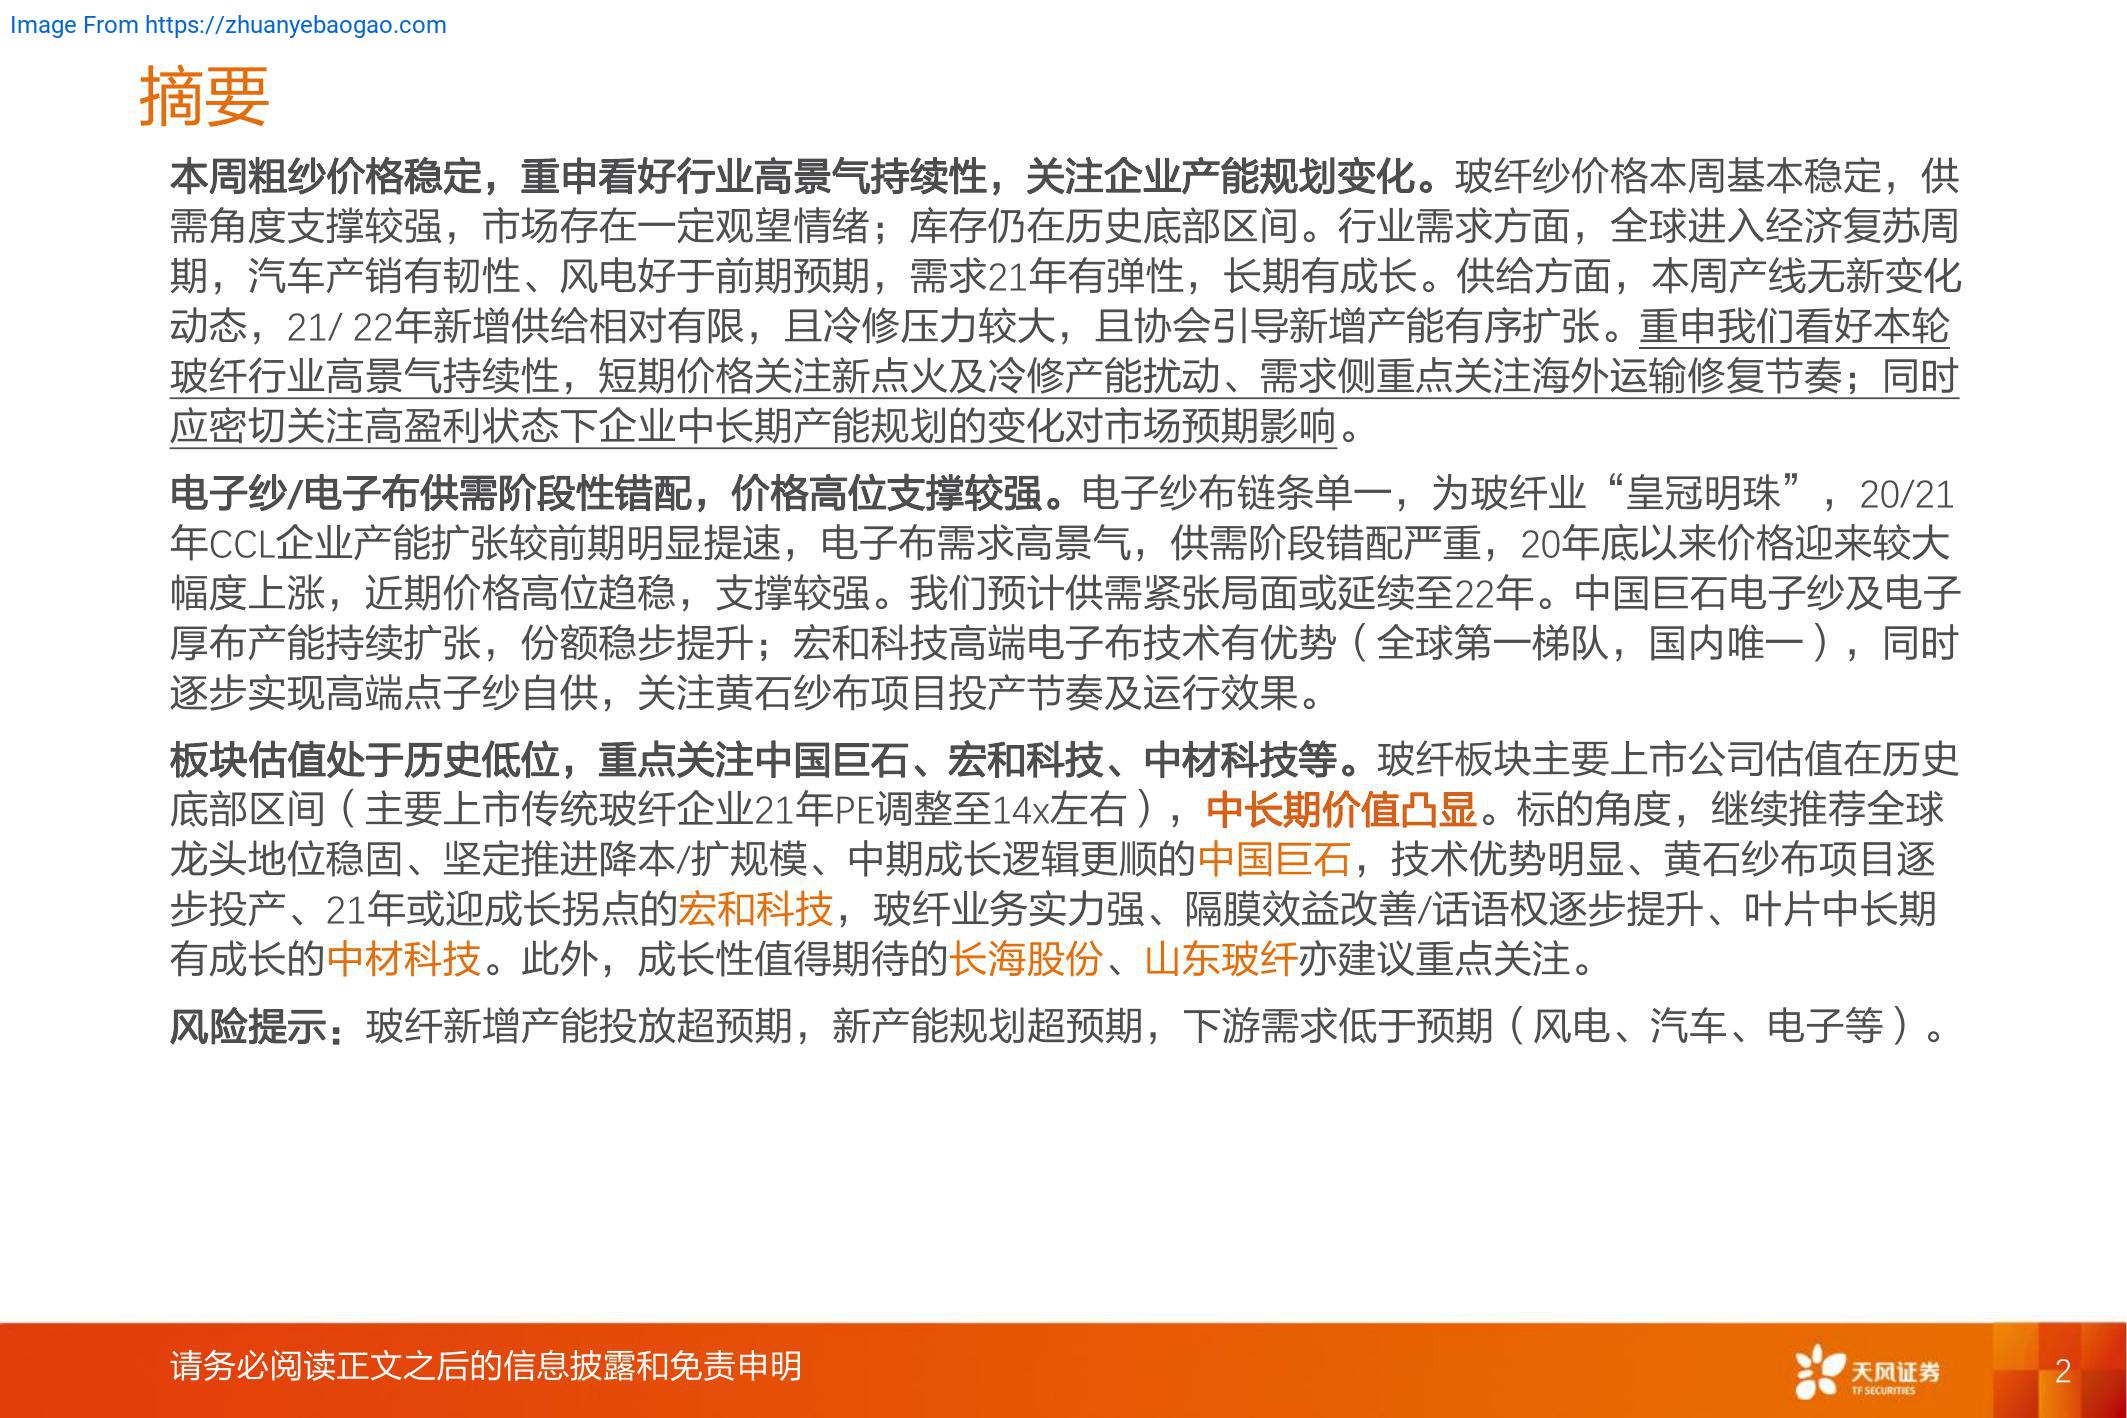 Image From https://zhuanyebaogao.com
摘要
本周粗纱价格稳定，重申看好行业高景气持续性，关注企业产能规划变化。玻纤纱价格本周基本稳定，供
需角度支撑较强，市场存在一定观望情绪；库存仍在历史底部区间。行业需求方面，全球进入经济复苏周
期，汽车产销有韧性、风电好于前期预期，需求21年有弹性，长期有成长。供给方面，本周产线无新变化
动态，21/ 22年新增供给相对有限，且冷修压力较大，且协会引导新增产能有序扩张。重申我们看好本轮
玻纤行业高景气持续性，短期价格关注新点火及冷修产能扰动、需求侧重点关注海外运输修复节奏；同时
应密切关注高盈利状态下企业中长期产能规划的变化对市场预期影响。
电子纱/电子布供需阶段性错配，价格高位支撑较强。电子纱布链条单一，为玻纤业“皇冠明珠”，20/21
年CCL企业产能扩张较前期明显提速，电子布需求高景气，供需阶段错配严重，20年底以来价格迎来较大
幅度上涨，近期价格高位趋稳，支撑较强。我们预计供需紧张局面或延续至22年。中国巨石电子纱及电子
厚布产能持续扩张，份额稳步提升；宏和科技高端电子布技术有优势（全球第一梯队，国内唯一），同时
逐步实现高端点子纱自供，关注黄石纱布项目投产节奏及运行效果。
板块估值处于历史低位，重点关注中国巨石、宏和科技、中材科技等。玻纤板块主要上市公司估值在历史
底部区间（主要上市传统玻纤企业21年PE调整至14x左右），中长期价值凸显。标的角度，继续推荐全球
龙头地位稳固、坚定推进降本/扩规模、中期成长逻辑更顺的中国巨石，技术优势明显、黄石纱布项目逐
步投产、21年或迎成长拐点的宏和科技，玻纤业务实力强、隔膜效益改善/话语权逐步提升、叶片中长期
有成长的中材科技。此外，成长性值得期待的长海股份、山东玻纤亦建议重点关注。
风险提示：玻纤新增产能投放超预期，新产能规划超预期，下游需求低于预期（风电、汽车、电子等）。
请务必阅读正文之后的信息披露和免责申明
天风证券
TF SECURITIES
2